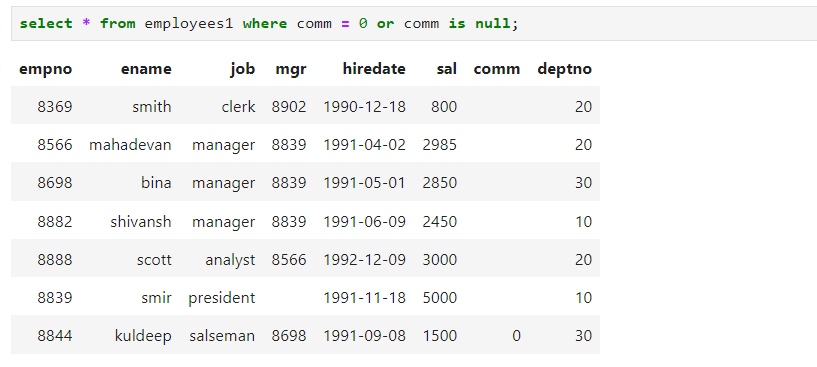 select * from employees1 where comm = 0 or comm is null;
empno ename job mgr hiredate sal comm deptno
8369 smith clerk 8902 1990-12-18 800 20
8566 mahadevan manager 8839 1991-04-02 2985 20
8698 bina manager 8839 1991-05-01 2850 30
8882 shivansh manager 8839 1991-06-09 2450 10
8888 scott analyst 8566 1992-12-09 3000 20
8839 smir president 1991-11-18 5000 10
8844 kuldeep salseman 8698 1991-09-08 1500 0 30